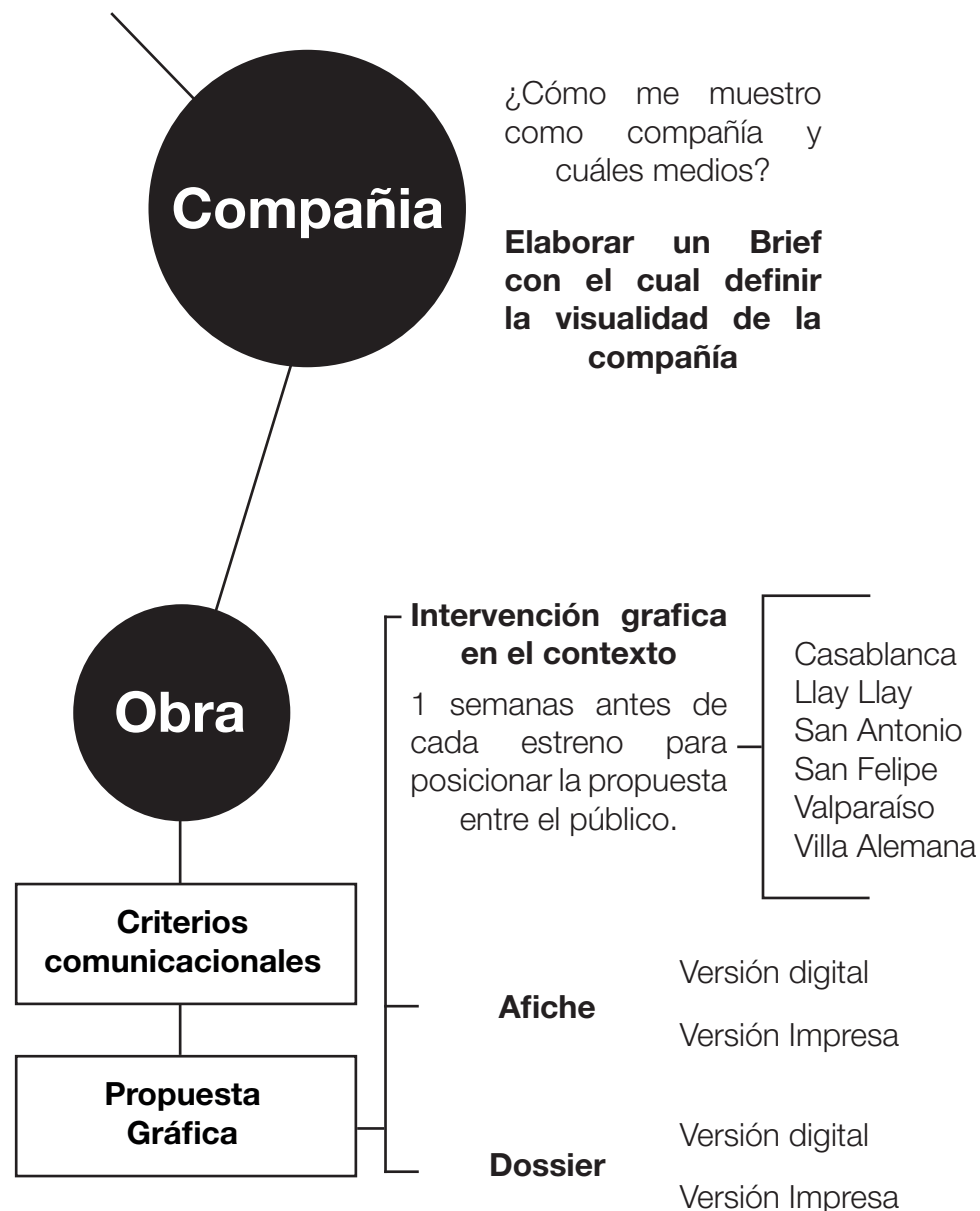 Compañia
¿Cómo me muestro
como compañía y
cuáles medios?
Elaborar un Brief
con el cual definir
la visualidad de la
compañía
Obra
Intervención grafica
en el contexto
1 semanas antes de
cada estreno para
posicionar la propuesta
entre el público.
Casablanca
Llay Llay
San Antonio
San Felipe
Valparaíso
Villa Alemana
Criterios
comunicacionales
Propuesta
Gráfica
Afiche
Versión digital
Versión Impresa
Dossier
Versión digital
Versión Impresa